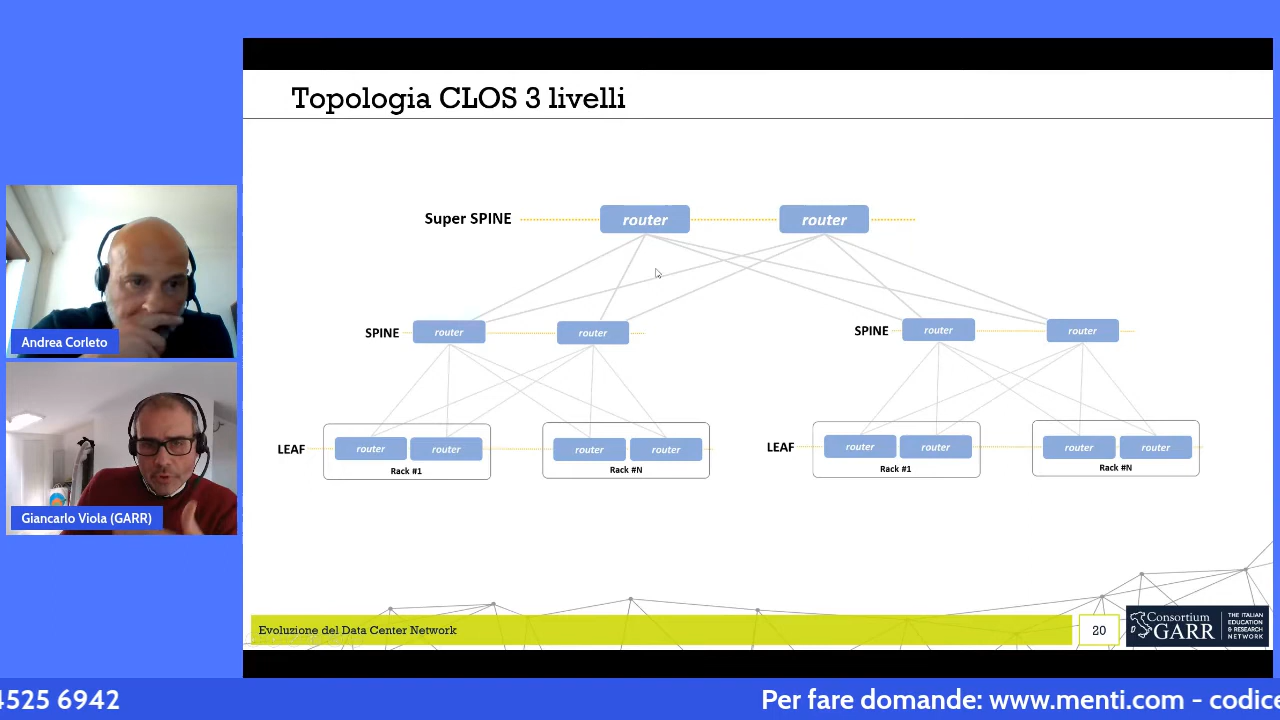 Topologia CLOS 3 livelli
Super SPINE
router
router
SPINE
router
router
SPINE
router
router
LEAF
router
router
router
router
Rack #1
Rack #N
LEAF
router
router
router
router
Rack #1
Rack #N
Andrea Corleto
Giancarlo Viola (GARR)
Evoluzione del Data Center Network
20
Consortium
GARR
THE ITALIAN
EDUCATION
& RESEARCH
NETWORK
4525 6942
Per fare domande: www.menti.com - codice